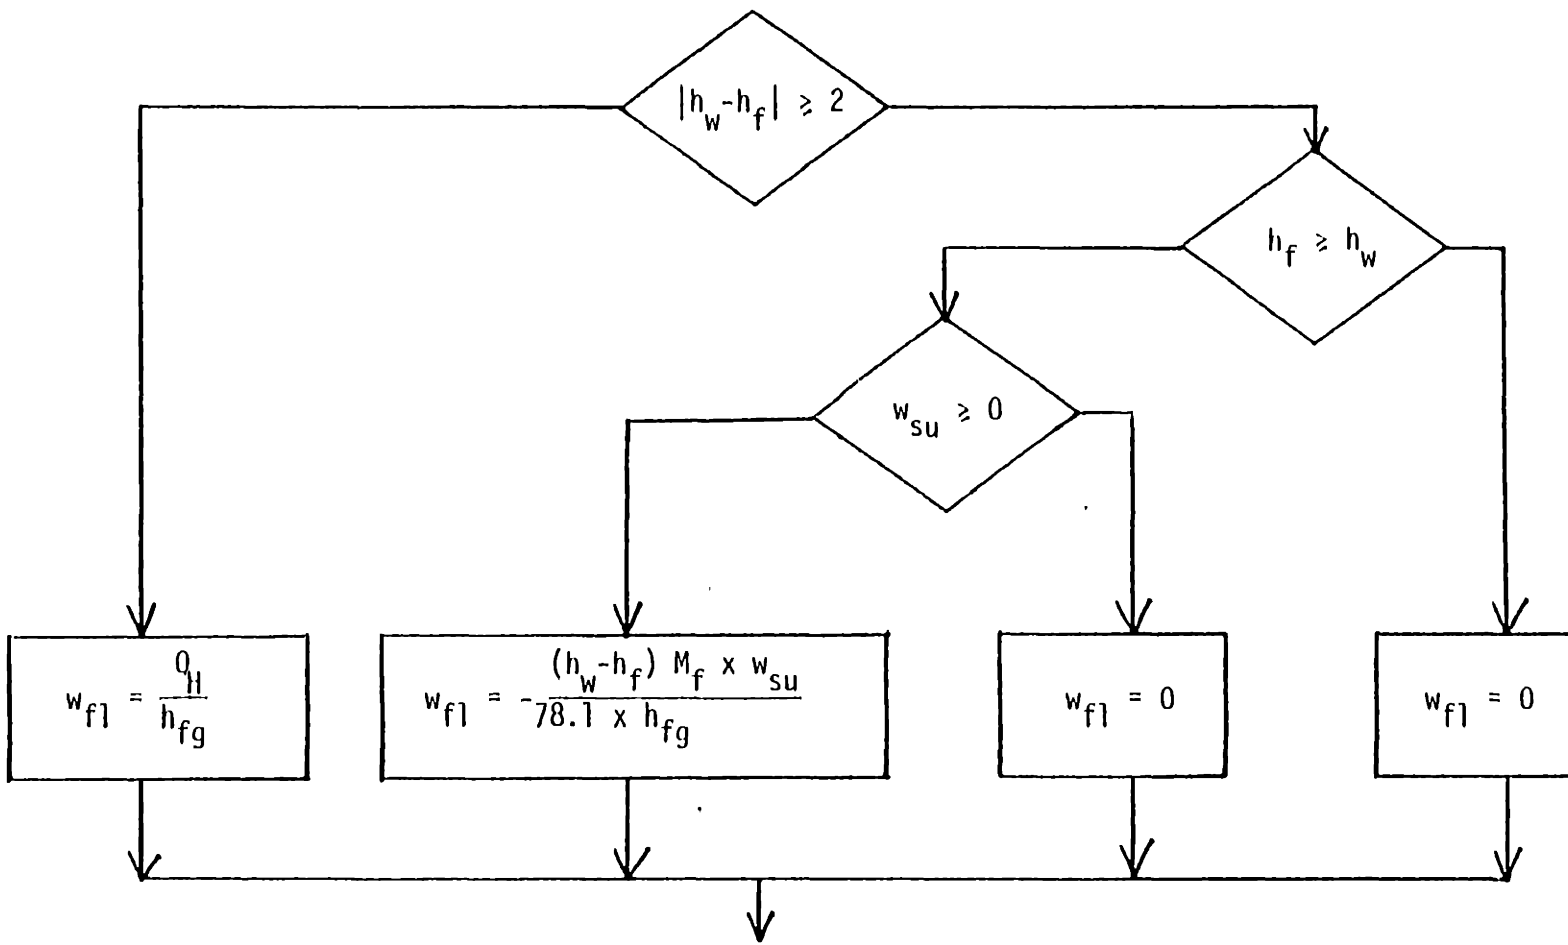 |h_w-h_f| ⩾ 2
h_f ⩾ h_w
w_su ⩾ 0
w_fl = Q_H / h_fg
w_fl = -(h_w-h_f) M_f x w_su / 78.1 x h_fg
w_fl = 0
w_fl = 0